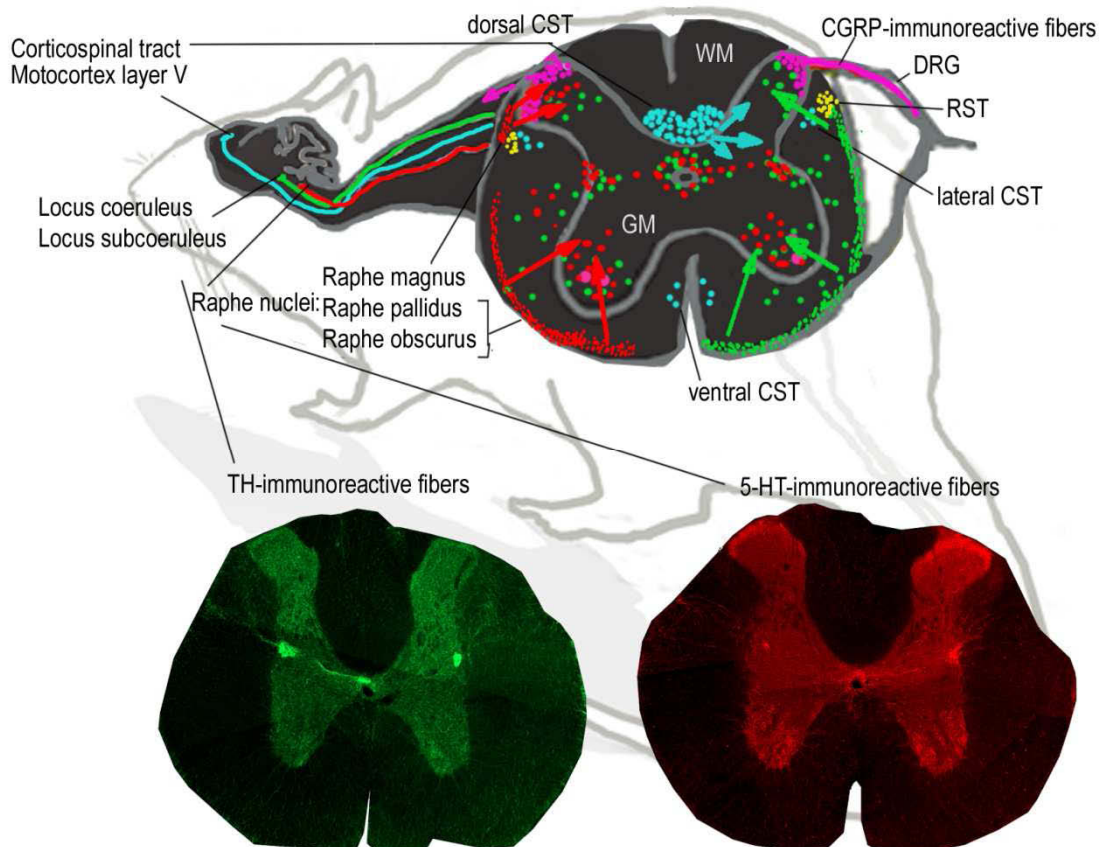 dorsal CST
WM
CGRP-immunoreactive fibers
Corticospinal tract
Motocortex layer V
DRG
RST
lateral CST
Locus coeruleus
Locus subcoeruleus
GM
Raphe magnus
Raphe nuclei:
Raphe pallidus
Raphe obscurus
ventral CST
TH-immunoreactive fibers
5-HT-immunoreactive fibers